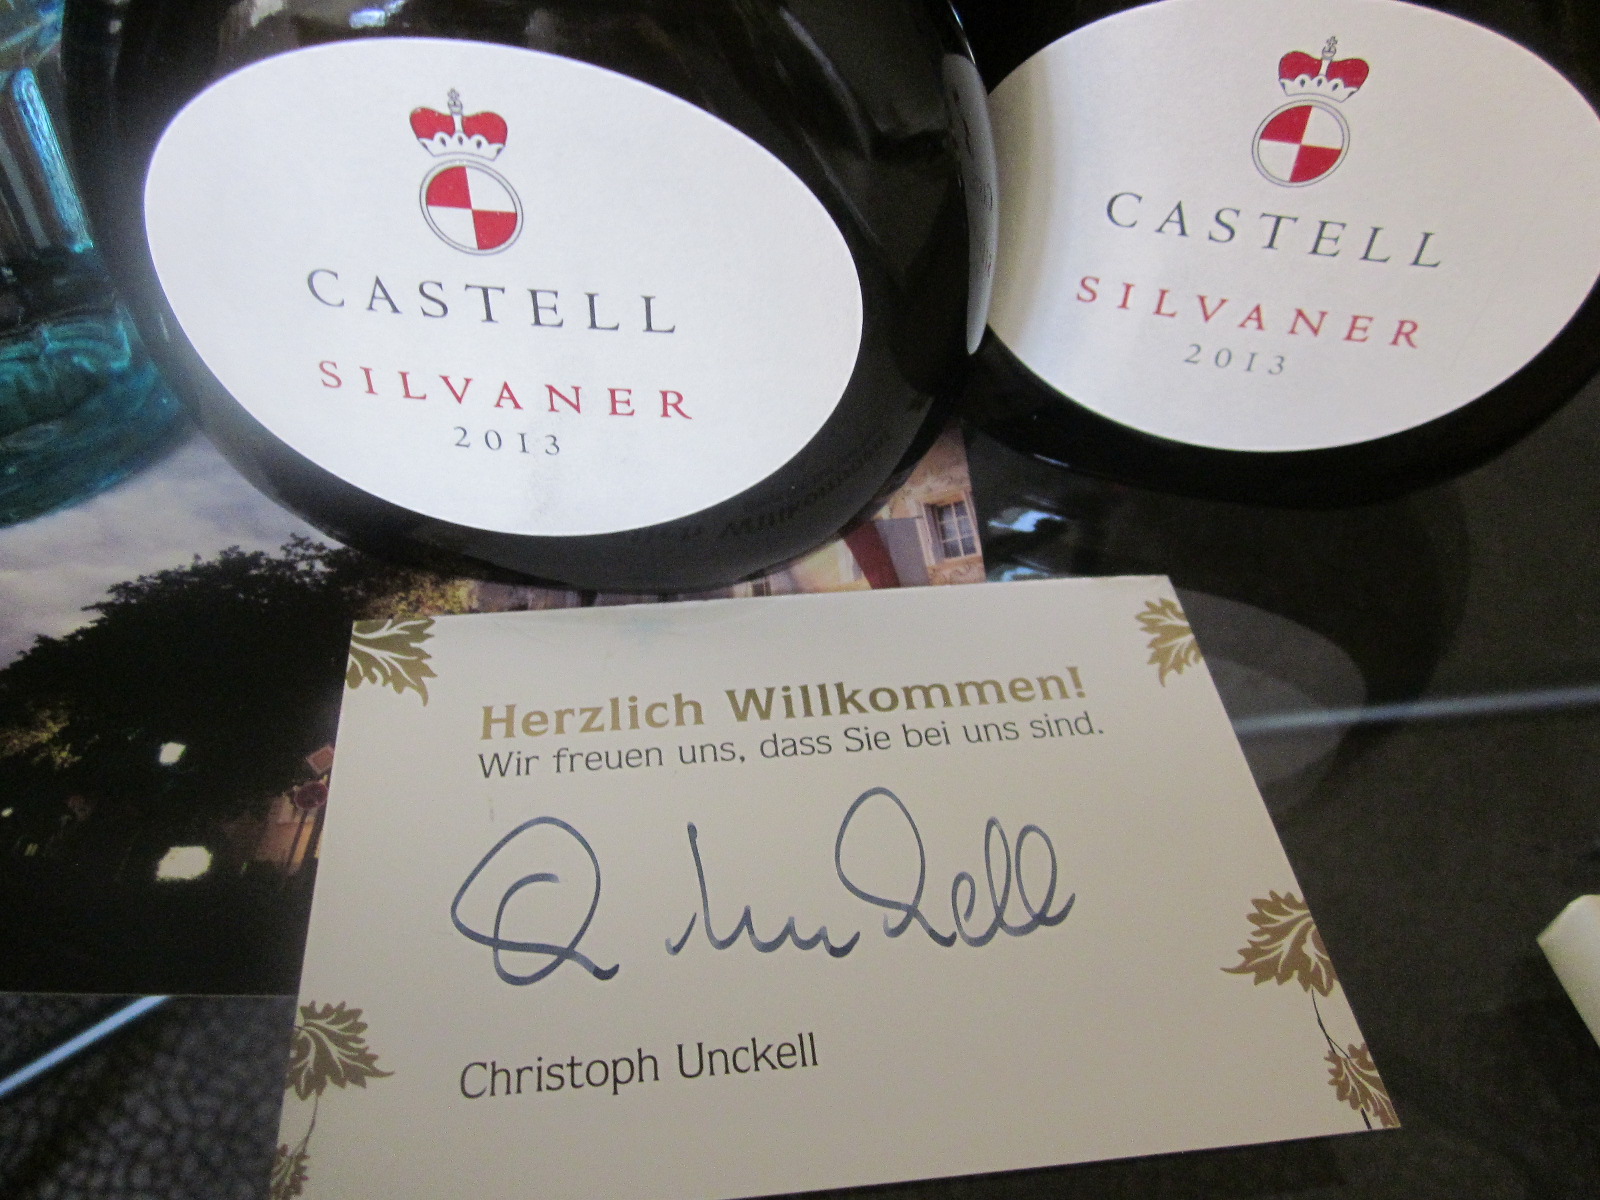 CASTELL
SILVANER
2013
CASTELL
SILVANER
2013
Herzlich Willkommen!
Wir freuen uns, dass Sie bei uns sind.
Christoph Unckell